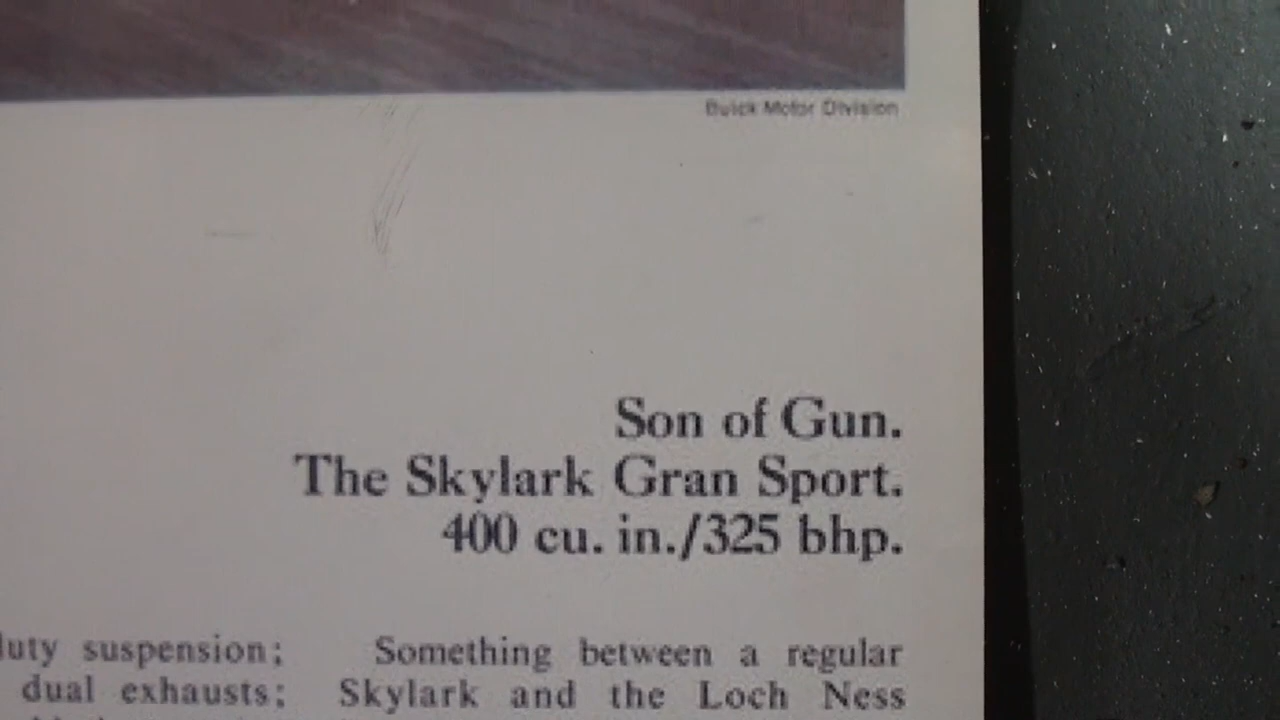 Buick Motor Division
Son of Gun.
The Skylark Gran Sport.
400 cu. in./325 bhp.
duty suspension;
dual exhausts;
Something between a regular
Skylark and the Loch Ness